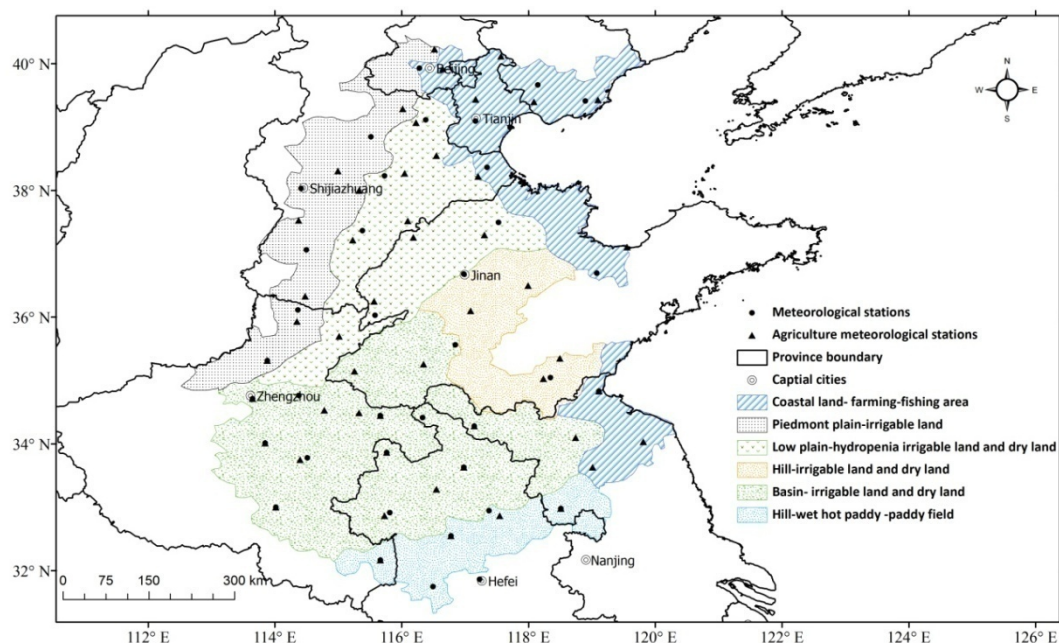 40° N
38° N
36° N
34° N
32° N
Beijing
Tianjin
Shijiazhuang
Jinan
Zhengzhou
Nanjing
Hefei
N
W E
S
Meteorological stations
Agriculture meteorological stations
Province boundary
Captial cities
Coastal land- farming-fishing area
Piedmont plain-irrigable land
Low plain-hydropenia irrigable land and dry land
Hill-irrigable land and dry land
Basin- irrigable land and dry land
Hill-wet hot paddy -paddy field
0 75 150 300 km
112° E 114° E 116° E 118° E 120° E 122° E 124° E 126° E